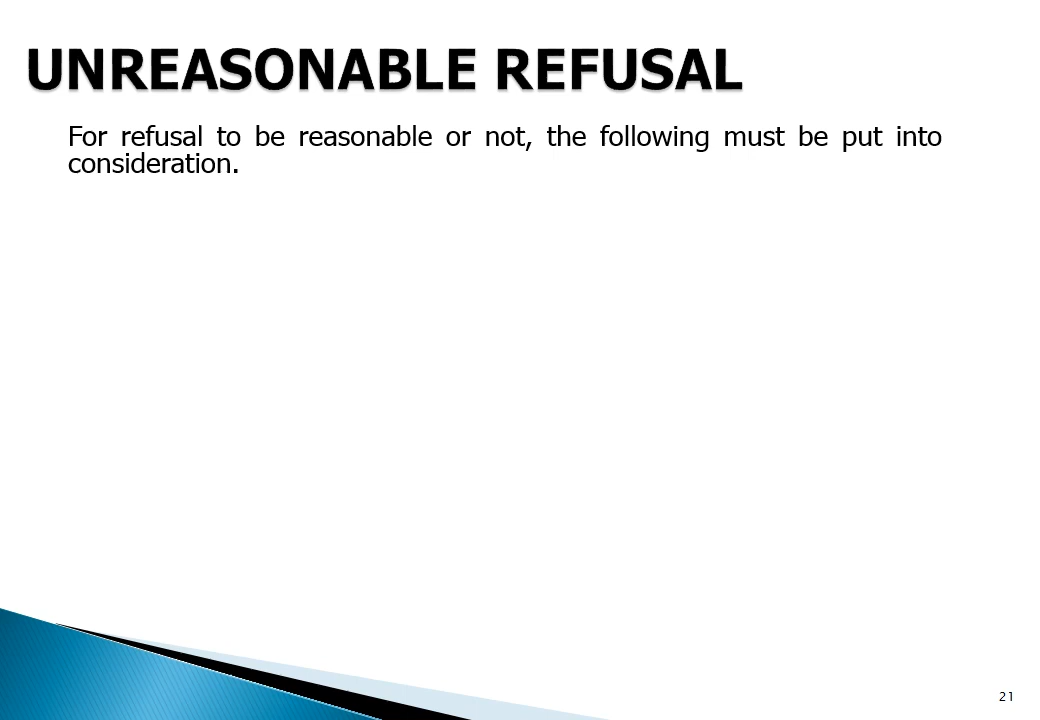 UNREASONABLE REFUSAL
For refusal to be reasonable or not, the following must be put into
consideration.
21